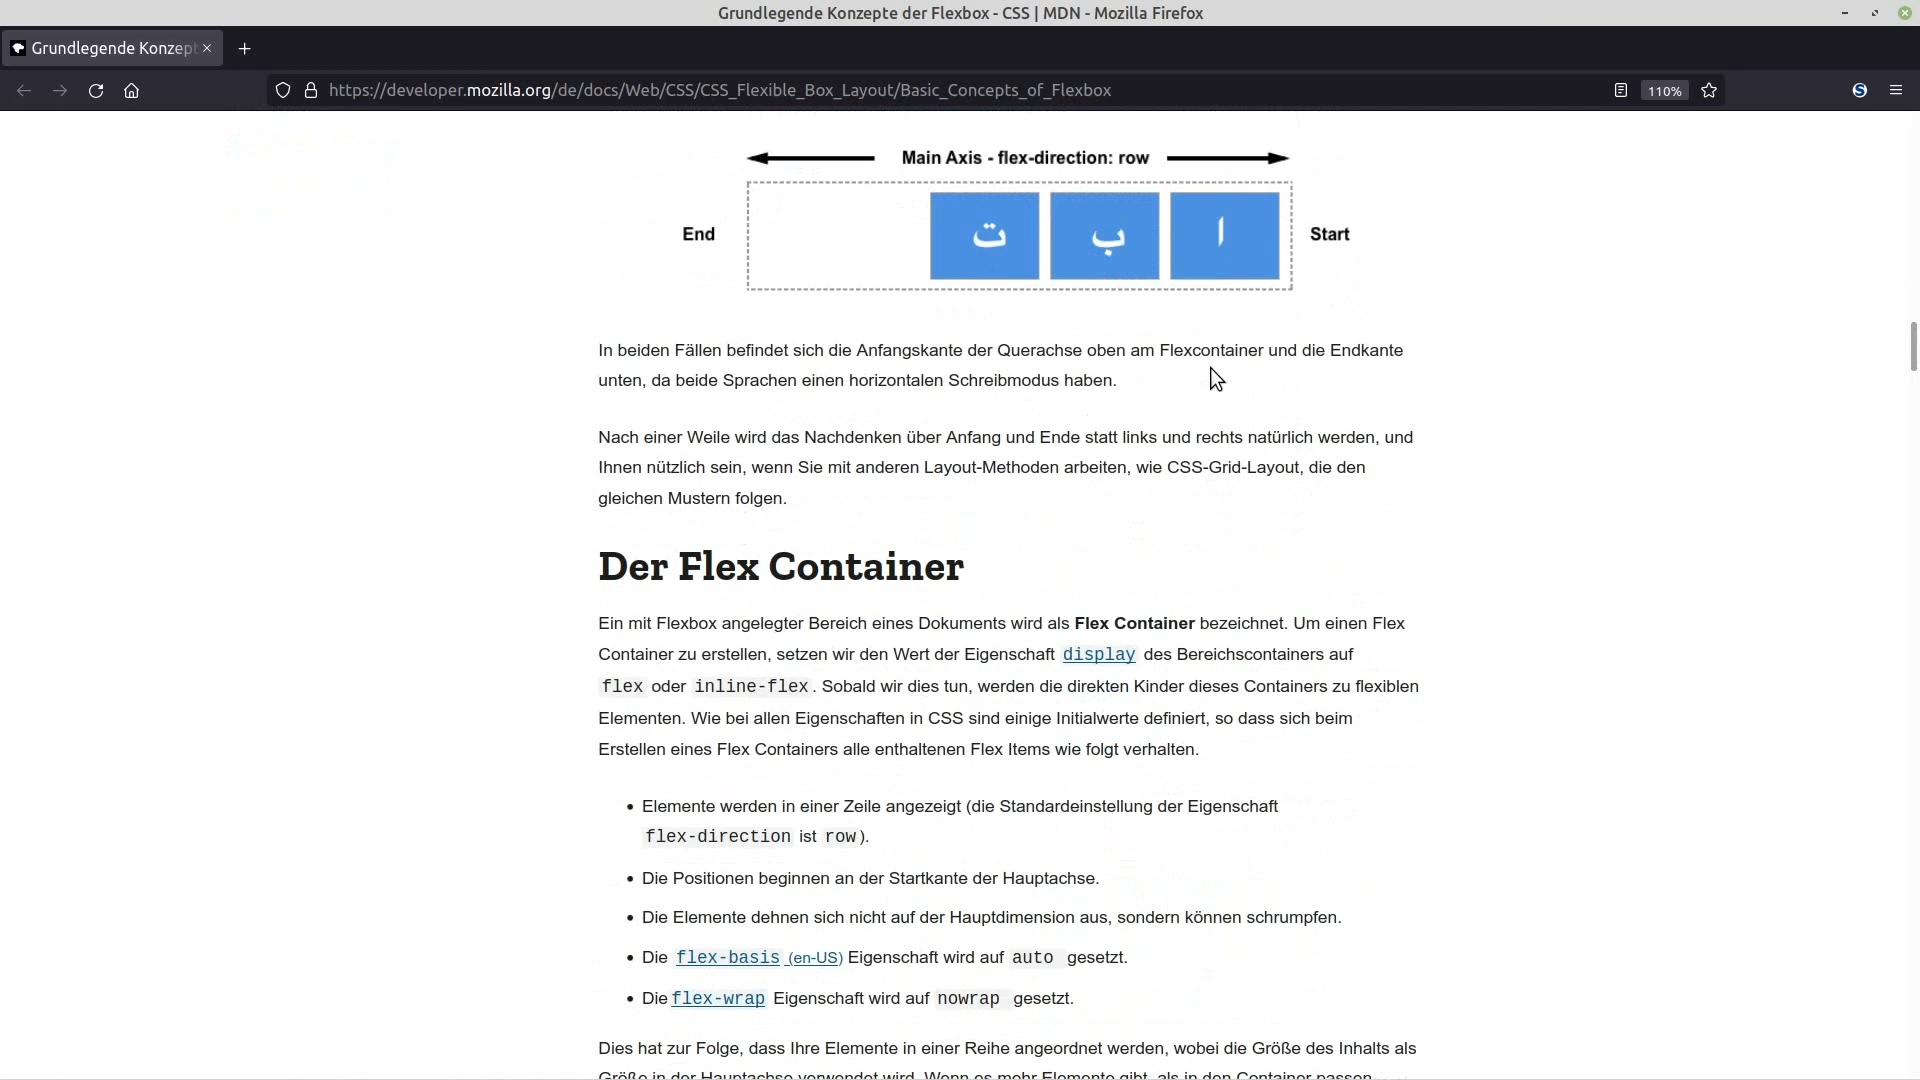 Grundlegende Konzepte der Flexbox - CSS | MDN - Mozilla Firefox
Grundlegende Konzept
https://developer.mozilla.org/de/docs/Web/CSS/CSS_Flexible_Box_Layout/Basic_Concepts_of_Flexbox
110%
Main Axis - flex-direction: row
End
ا
ب
ت
Start
In beiden Fällen befindet sich die Anfangskante der Querachse oben am Flexcontainer und die Endkante
unten, da beide Sprachen einen horizontalen Schreibmodus haben.
Nach einer Weile wird das Nachdenken über Anfang und Ende statt links und rechts natürlich werden, und
Ihnen nützlich sein, wenn Sie mit anderen Layout-Methoden arbeiten, wie CSS-Grid-Layout, die den
gleichen Mustern folgen.
Der Flex Container
Ein mit Flexbox angelegter Bereich eines Dokuments wird als Flex Container bezeichnet. Um einen Flex
Container zu erstellen, setzen wir den Wert der Eigenschaft display des Bereichscontainers auf
flex oder inline-flex. Sobald wir dies tun, werden die direkten Kinder dieses Containers zu flexiblen
Elementen. Wie bei allen Eigenschaften in CSS sind einige Initialwerte definiert, so dass sich beim
Erstellen eines Flex Containers alle enthaltenen Flex Items wie folgt verhalten.
• Elemente werden in einer Zeile angezeigt (die Standardeinstellung der Eigenschaft
flex-direction ist row).
• Die Positionen beginnen an der Startkante der Hauptachse.
• Die Elemente dehnen sich nicht auf der Hauptdimension aus, sondern können schrumpfen.
• Die flex-basis (en-US) Eigenschaft wird auf auto gesetzt.
• Die flex-wrap Eigenschaft wird auf nowrap gesetzt.
Dies hat zur Folge, dass Ihre Elemente in einer Reihe angeordnet werden, wobei die Größe des Inhalts als
Größe in der Hauptachse verwendet wird. Wenn es mehr Elemente gibt, als in den Container passen,